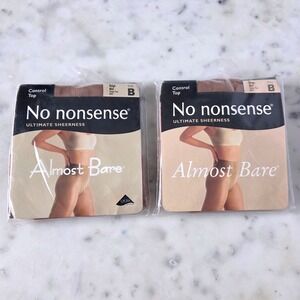 Control
Top
B
No nonsense®
ULTIMATE SHEERNESS
Almost Bare®
Control
Top
B
No nonsense®
ULTIMATE SHEERNESS
Almost Bare®